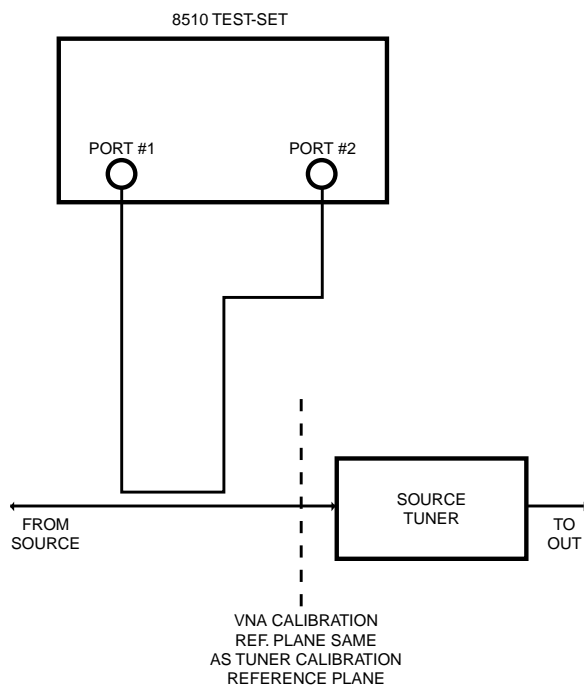 8510 TEST-SET
PORT #1
PORT #2
SOURCE
TUNER
FROM
SOURCE
TO
OUT
VNA CALIBRATION
REF. PLANE SAME
AS TUNER CALIBRATION
REFERENCE PLANE